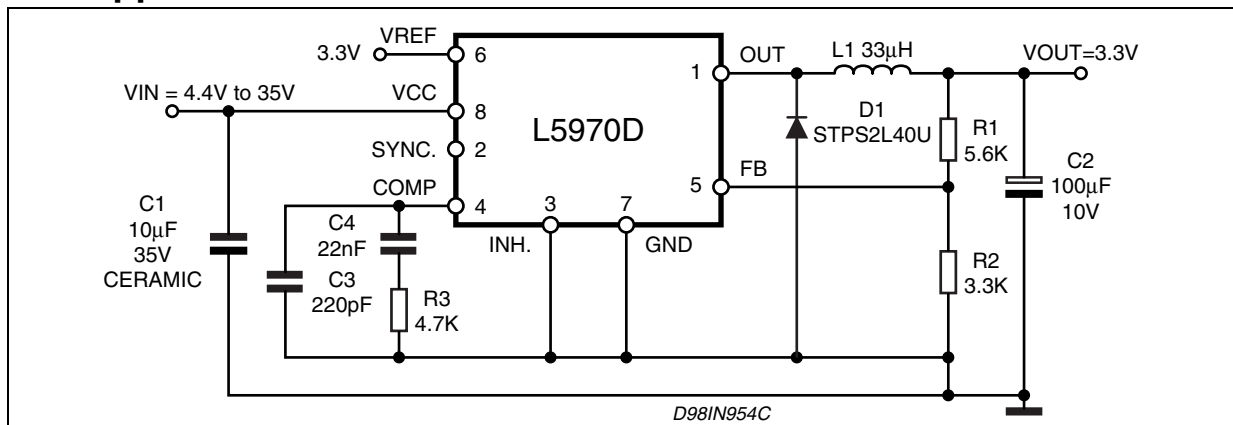 VREF
3.3V
6
VIN = 4.4V to 35V
VCC
8
SYNC.
2
COMP
4
L5970D
3
INH.
7
GND
OUT
1
FB
5
L1 33µH
VOUT=3.3V
D1
STPS2L40U
R1
5.6K
C2
100µF
10V
R2
3.3K
C1
10µF
35V
CERAMIC
C4
22nF
C3
220pF
R3
4.7K
D98IN954C